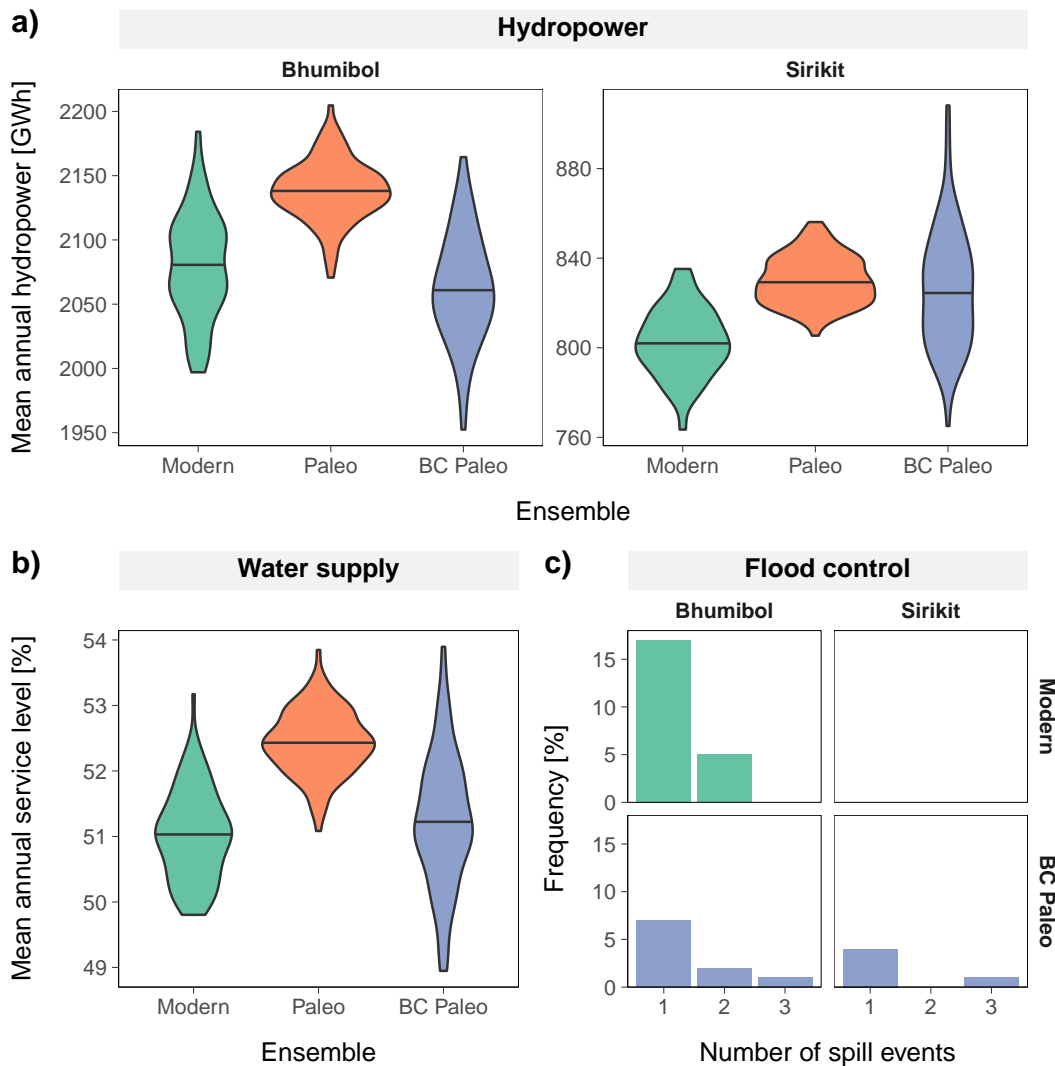 a)
Hydropower
Bhumibol
Sirikit
Mean annual hydropower [GWh]
2200
2150
2100
2050
2000
1950
880
840
800
760
Modern
Paleo
BC Paleo
Modern
Paleo
BC Paleo
Ensemble
b)
Water supply
Mean annual service level [%]
54
53
52
51
50
49
Modern
Paleo
BC Paleo
Ensemble
c)
Flood control
Bhumibol
Sirikit
Frequency [%]
15
10
5
0
Modern
15
10
5
0
BC Paleo
1
2
3
1
2
3
Number of spill events